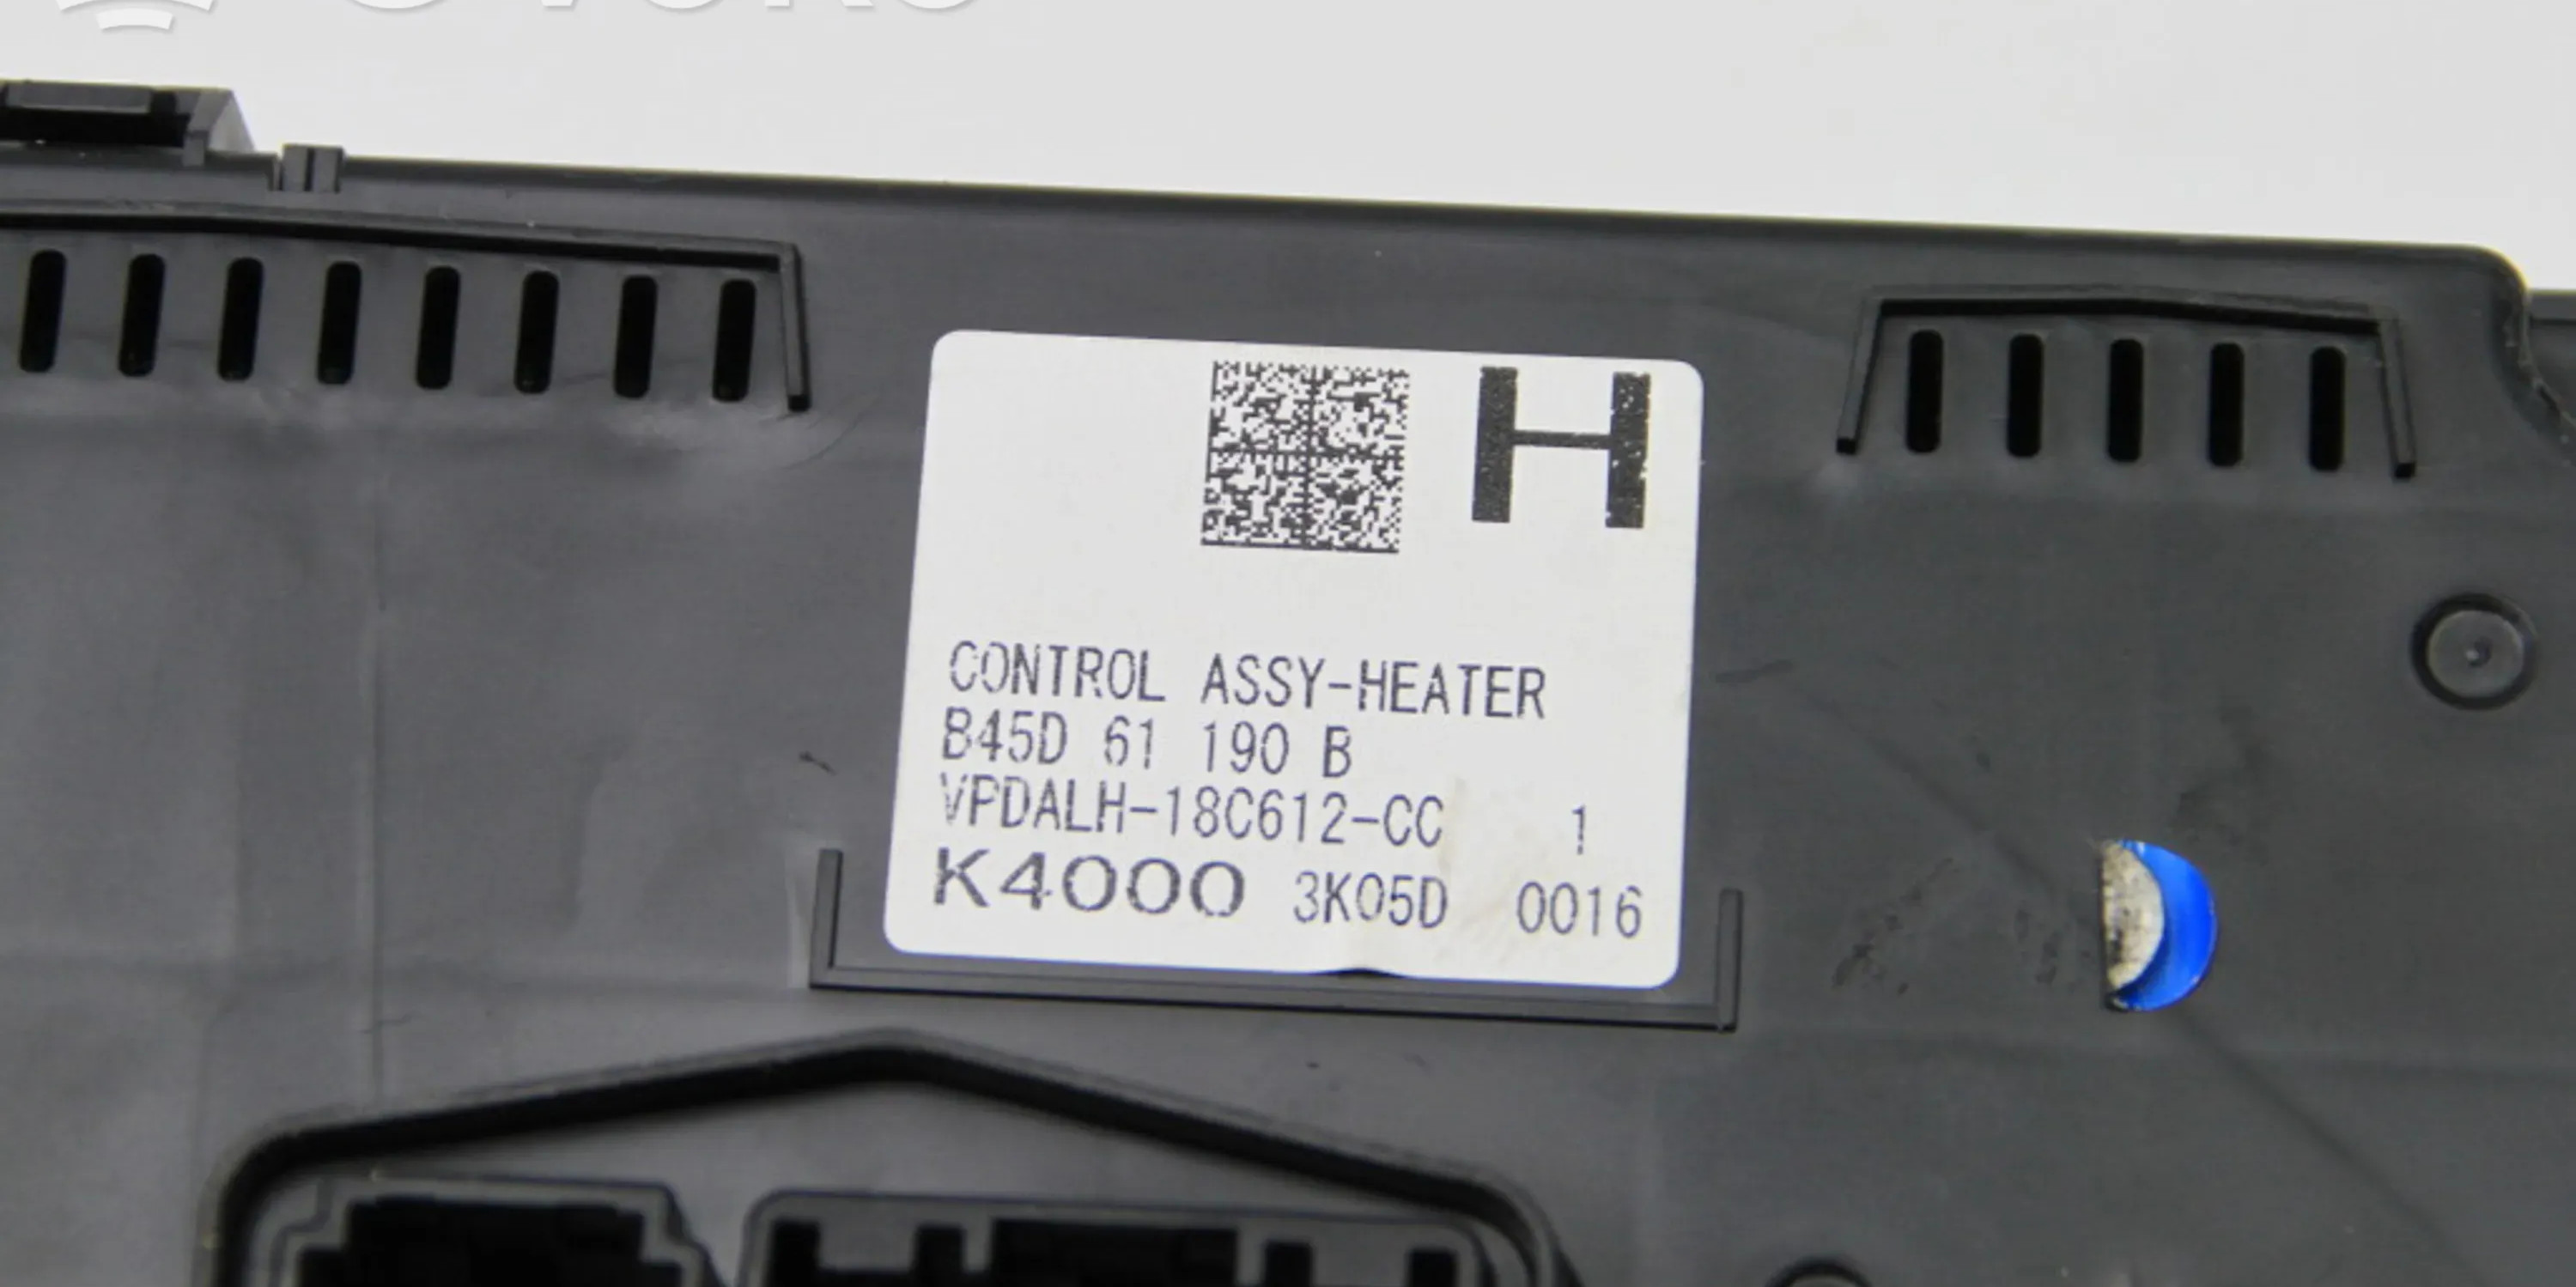 H
CONTROL ASSY-HEATER
B45D 61 190 B
VPDALH-18C612-CC 1
K4000 3K05D 0016